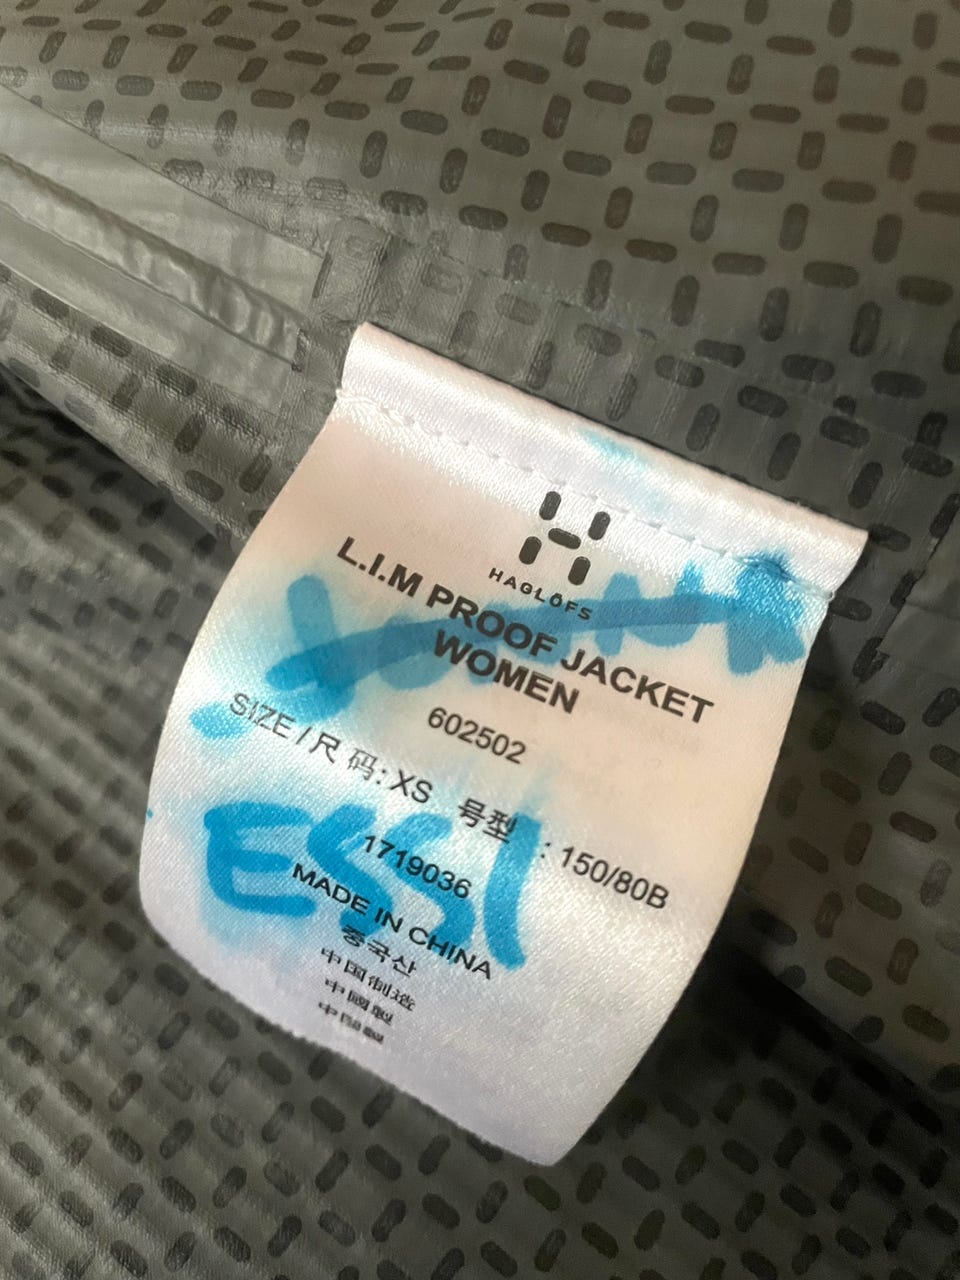 HAGLÖFS
L.I.M PROOF JACKET
WOMEN
602502
SIZE / 尺 码: XS 号型 : 150/80B
ESSI
1719036
MADE IN CHINA
중국산
中国制造
中國製
中国製